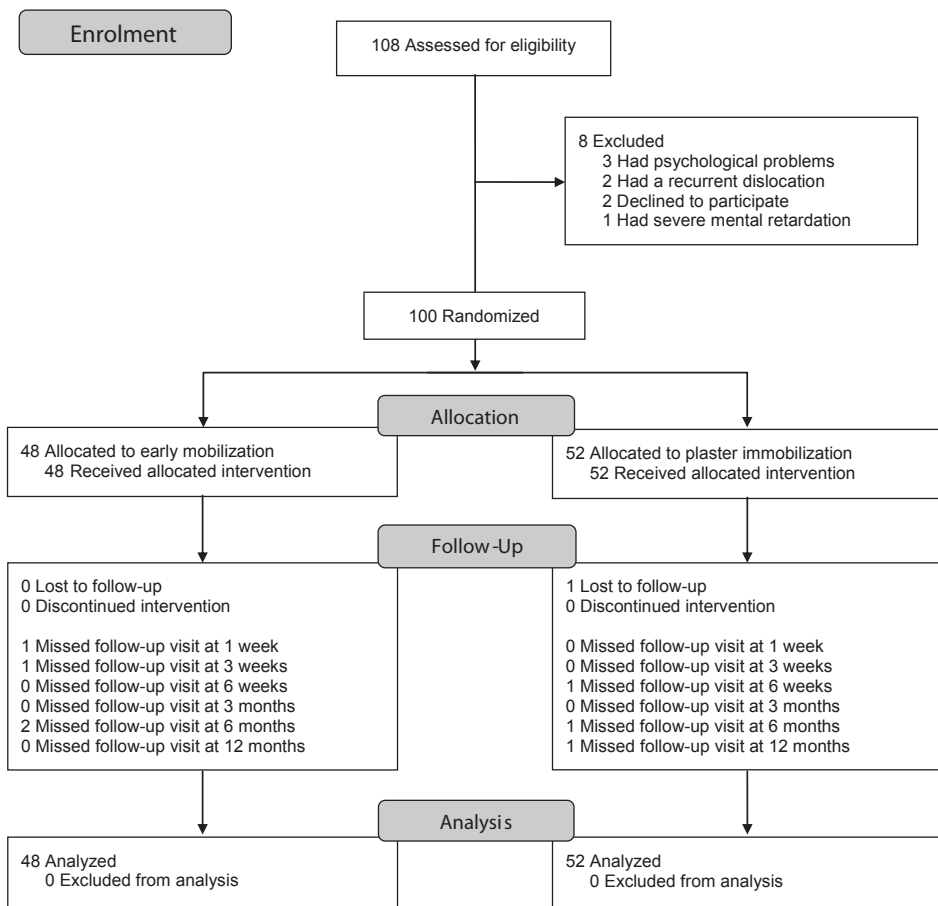 Enrolment
108 Assessed for eligibility
8 Excluded
3 Had psychological problems
2 Had a recurrent dislocation
2 Declined to participate
1 Had severe mental retardation
100 Randomized
Allocation
48 Allocated to early mobilization
48 Received allocated intervention
52 Allocated to plaster immobilization
52 Received allocated intervention
Follow-Up
0 Lost to follow-up
0 Discontinued intervention
1 Missed follow-up visit at 1 week
1 Missed follow-up visit at 3 weeks
0 Missed follow-up visit at 6 weeks
0 Missed follow-up visit at 3 months
2 Missed follow-up visit at 6 months
0 Missed follow-up visit at 12 months
1 Lost to follow-up
0 Discontinued intervention
0 Missed follow-up visit at 1 week
0 Missed follow-up visit at 3 weeks
1 Missed follow-up visit at 6 weeks
0 Missed follow-up visit at 3 months
1 Missed follow-up visit at 6 months
1 Missed follow-up visit at 12 months
Analysis
48 Analyzed
0 Excluded from analysis
52 Analyzed
0 Excluded from analysis